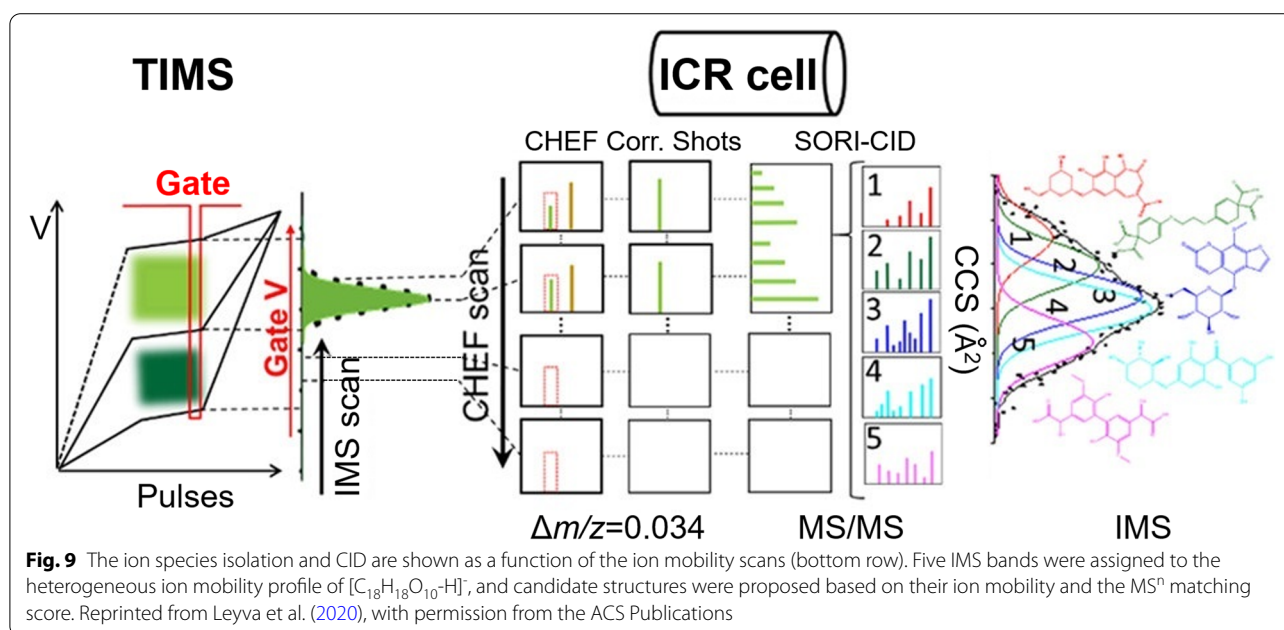 TIMS
ICR cell
CHEF Corr. Shots
SORI-CID
Gate
V
Gate V
IMS scan
CHEF scan
Pulses
1
2
3
4
5
CCS (Å²)
1
2
3
4
5
Δm/z=0.034
MS/MS
IMS
Fig. 9 The ion species isolation and CID are shown as a function of the ion mobility scans (bottom row). Five IMS bands were assigned to the
heterogeneous ion mobility profile of [C₁₈H₁₈O₁₀-H]⁻, and candidate structures were proposed based on their ion mobility and the MSⁿ matching
score. Reprinted from Leyva et al. (2020), with permission from the ACS Publications